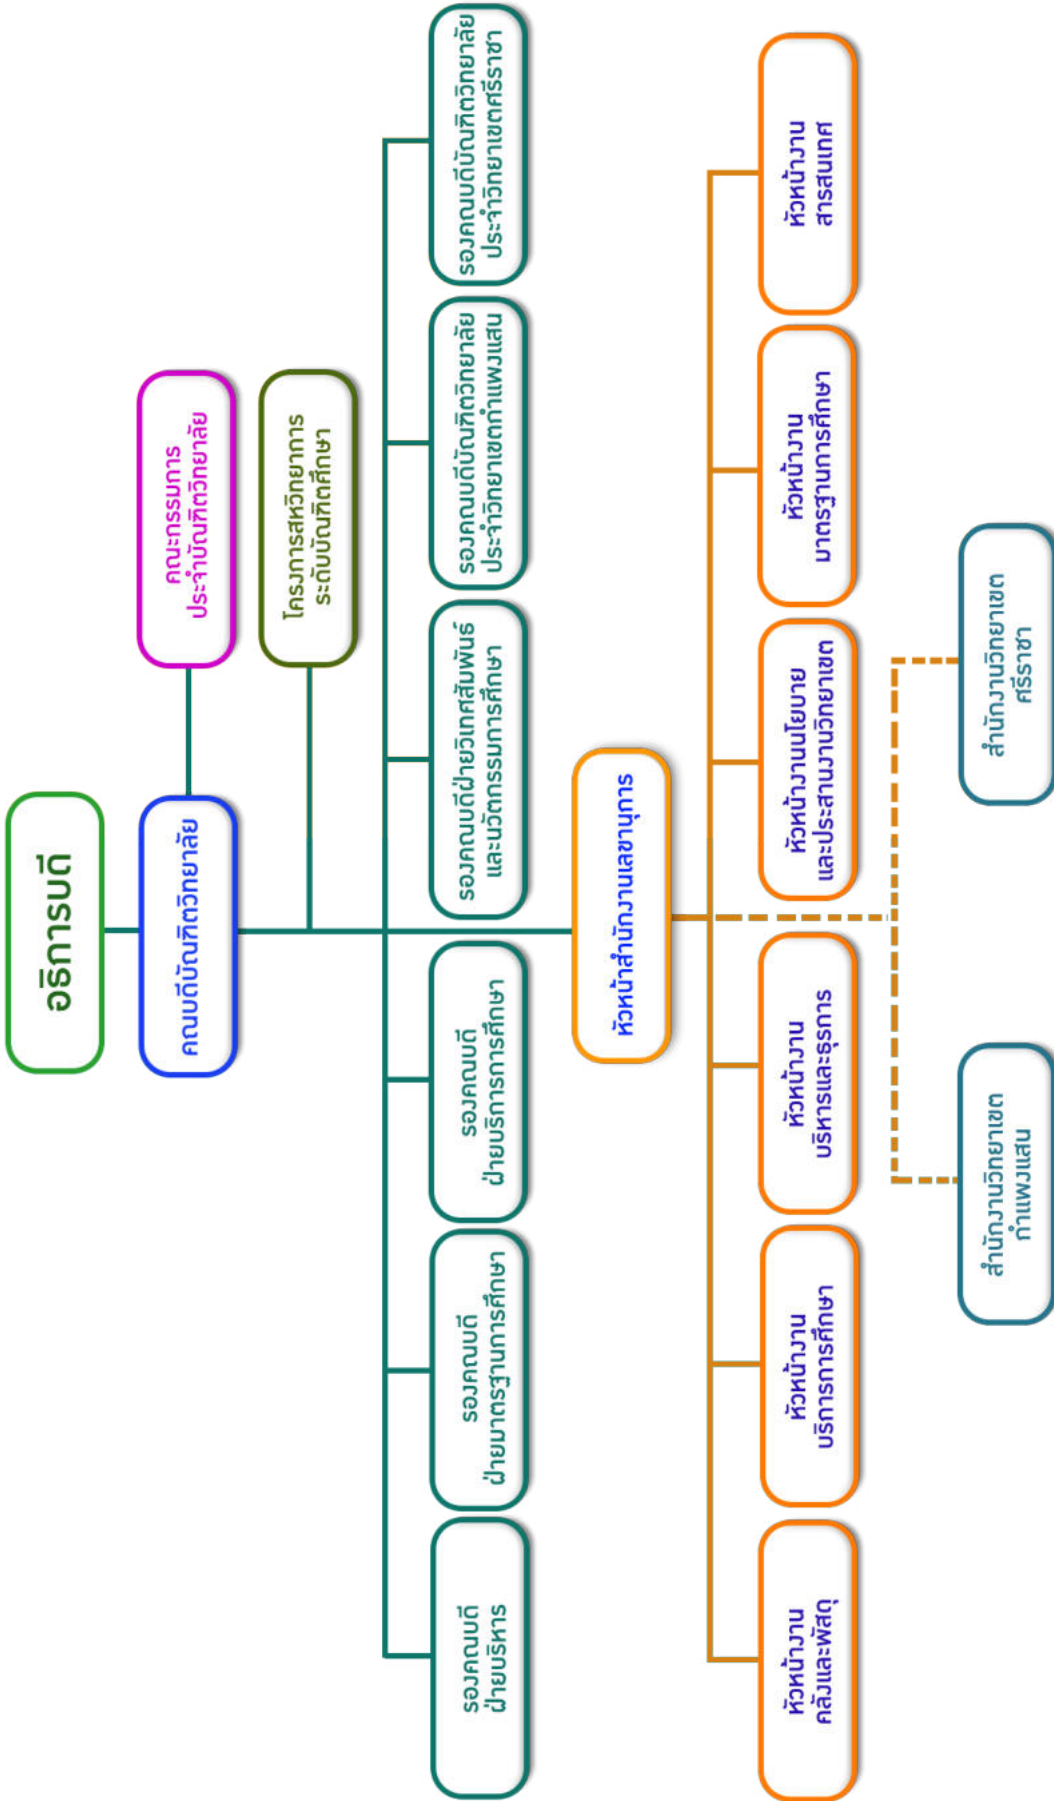 อธิการบดี
คณบดีบัณฑิตวิทยาลัย
คณะกรรมการ
ประจำบัณฑิตวิทยาลัย
โครงการสหวิทยาการ
ระดับบัณฑิตศึกษา
รองคณบดี
ฝ่ายบริหาร
รองคณบดี
ฝ่ายมาตรฐานการศึกษา
รองคณบดี
ฝ่ายบริการการศึกษา
รองคณบดีฝ่ายวิเทศสัมพันธ์
และนวัตกรรมการศึกษา
รองคณบดีบัณฑิตวิทยาลัย
ประจำวิทยาเขตกำแพงแสน
รองคณบดีบัณฑิตวิทยาลัย
ประจำวิทยาเขตศรีราชา
หัวหน้าสำนักงานเลขานุการ
หัวหน้างาน
คลังและพัสดุ
หัวหน้างาน
บริการการศึกษา
หัวหน้างาน
บริหารและธุรการ
หัวหน้างานนโยบาย
และประสานงานวิทยาเขต
หัวหน้างาน
มาตรฐานการศึกษา
หัวหน้างาน
สารสนเทศ
สำนักงานวิทยาเขต
กำแพงแสน
สำนักงานวิทยาเขต
ศรีราชา